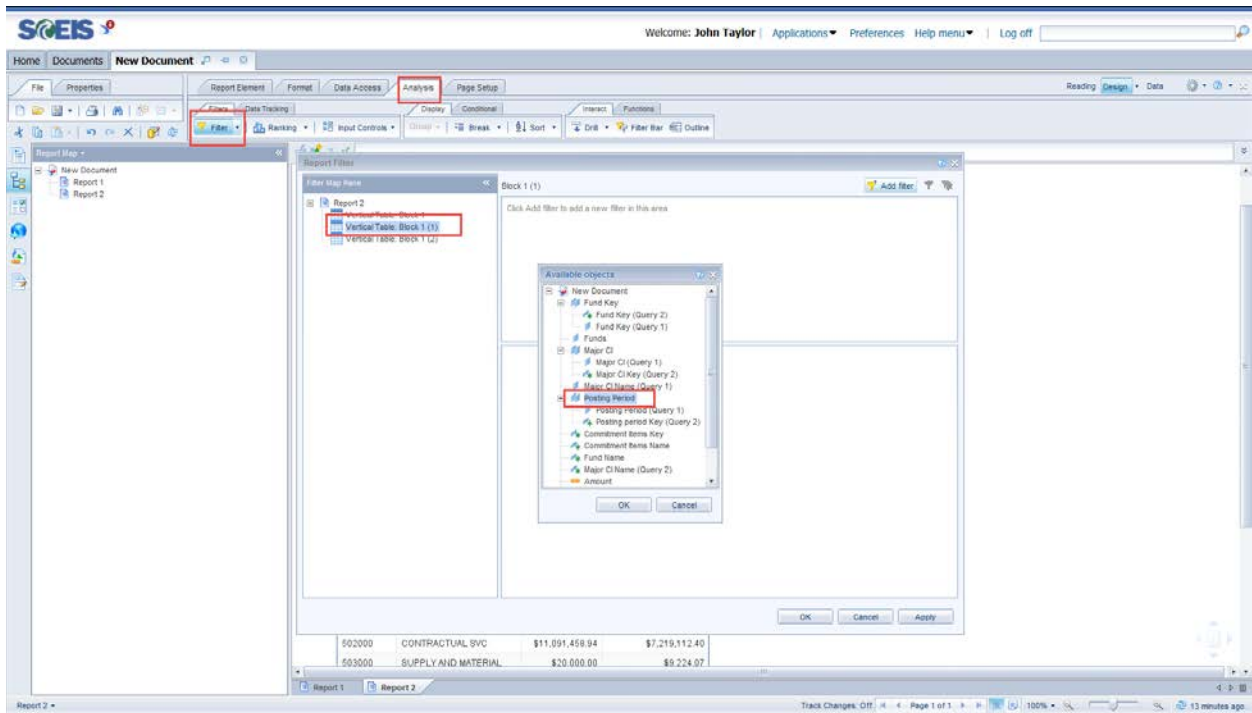 SCEIS
Welcome: John Taylor | Applications Preferences Help menu | Log off
Home Documents New Document
File Properties Report Element Format Data Access Analysis Page Setup Reading Design Data
Filters Data Tracking Display Conditional Interact Functions
Filter Ranking Input Controls Group Break Sort Drill Filter Bar Outline
Report Map
New Document
Report 1
Report 2
Report Filter
Filter Map Pane
Report 2
Vertical Table: Block 1
Vertical Table: Block 1 (1)
Vertical Table: Block 1 (2)
Block 1 (1) Add filter
Click Add filter to add a new filter in this area
Available objects
New Document
Fund Key
Fund Key (Query 2)
Fund Key (Query 1)
Funds
Major CI
Major CI (Query 1)
Major CI Key (Query 2)
Major CI Name (Query 1)
Posting Period
Posting Period (Query 1)
Posting period Key (Query 2)
Commitment Items Key
Commitment Items Name
Fund Name
Major CI Name (Query 2)
Amount
OK Cancel
OK Cancel Apply
502000 CONTRACTUAL SVC $11,091,459.94 $7,219,112.40
503000 SUPPLY AND MATERIAL $20,000.00 $9,224.07
Report 1 Report 2
Report 2 Track Changes: Off Page 1 of 1 100% 13 minutes ago